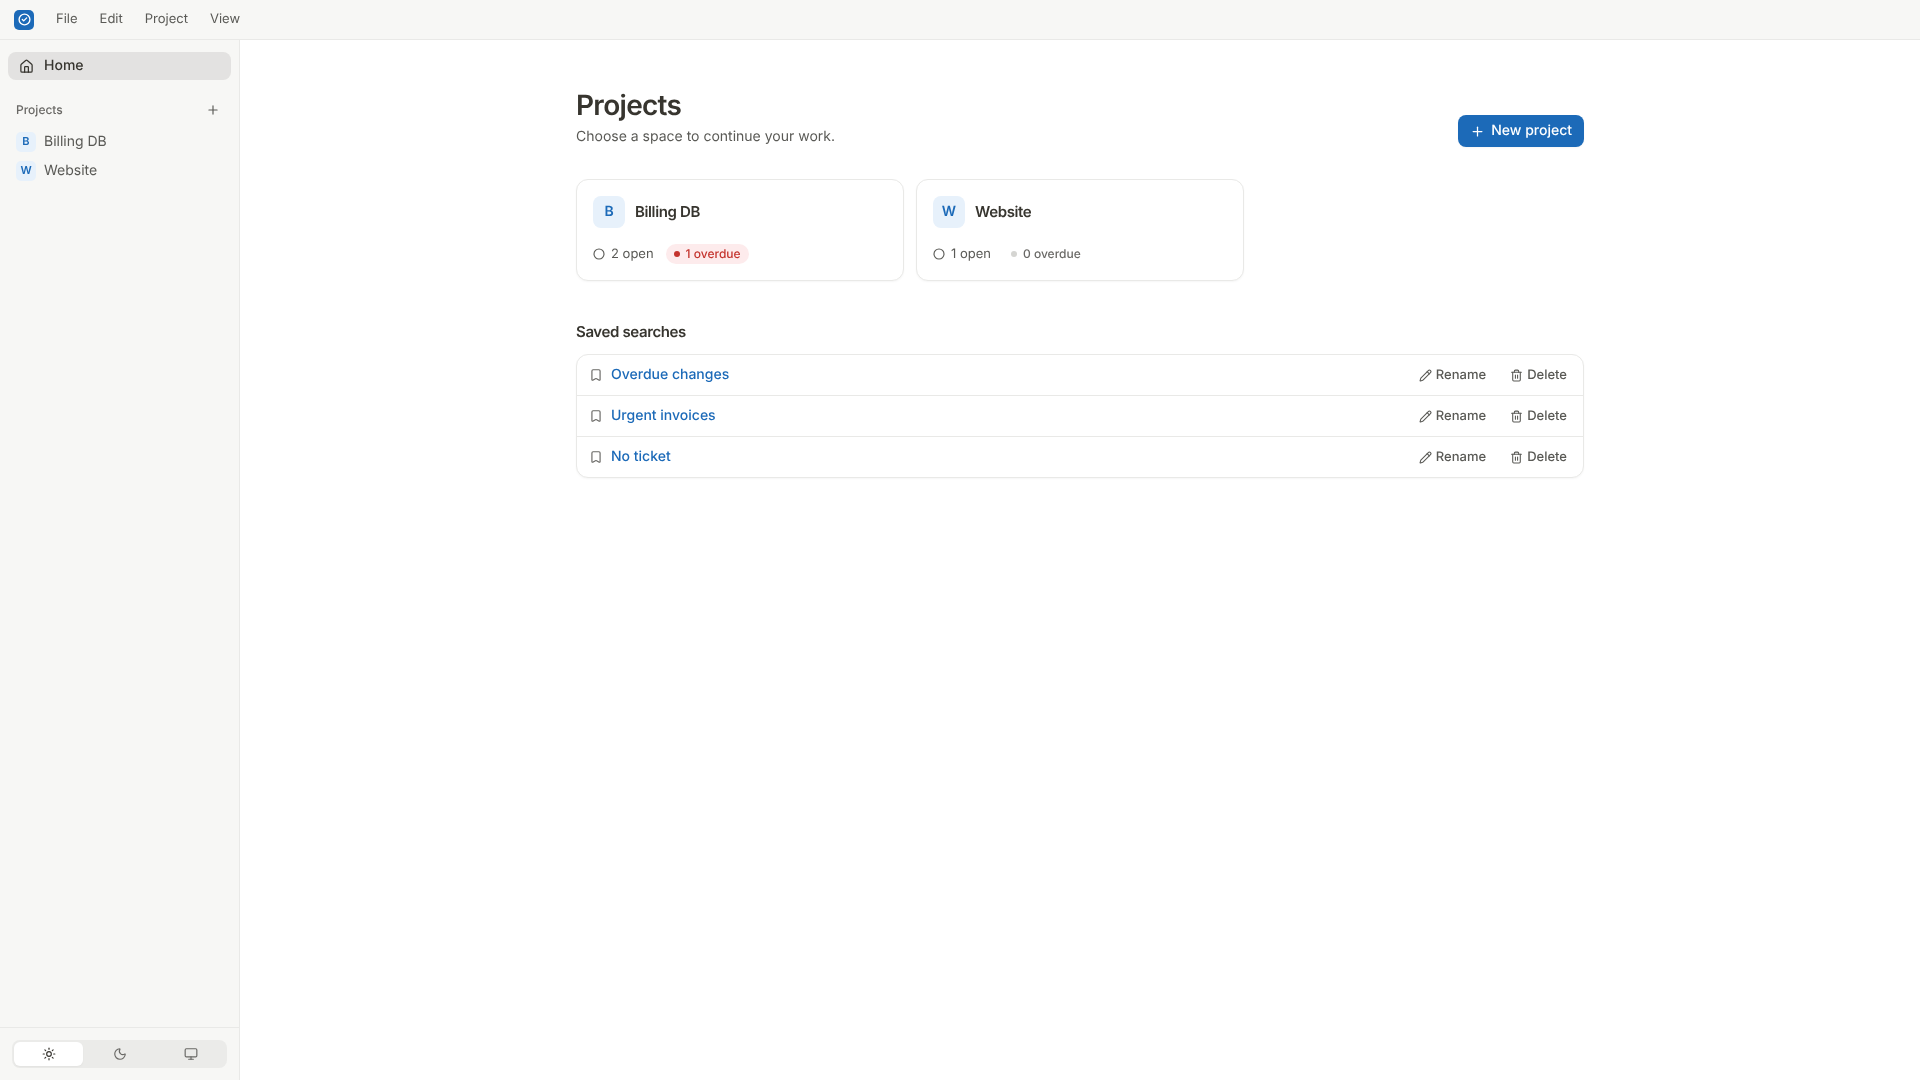 File Edit Project View
Home
Projects
B Billing DB
W Website
Projects
Choose a space to continue your work.
New project
B Billing DB
2 open 1 overdue
W Website
1 open 0 overdue
Saved searches
Overdue changes Rename Delete
Urgent invoices Rename Delete
No ticket Rename Delete